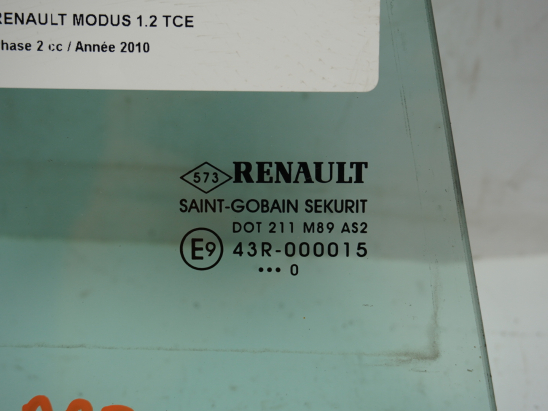 RENAULT MODUS 1.2 TCE
Phase 2 cc / Année 2010
573 RENAULT
SAINT-GOBAIN SEKURIT
DOT 211 M89 AS2
E9 43R-000015
••• 0